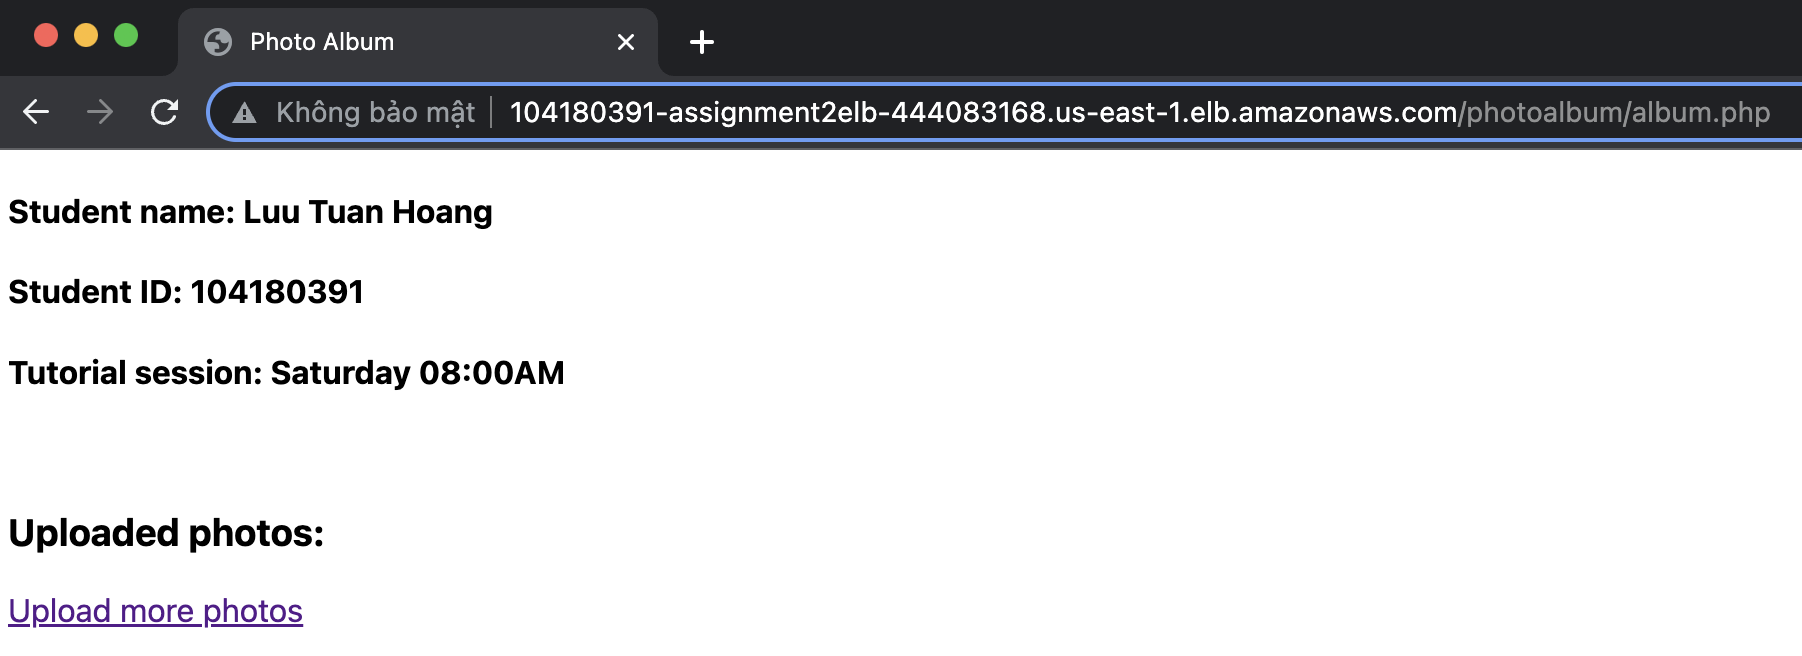 Photo Album
Không bảo mật 104180391-assignment2elb-444083168.us-east-1.elb.amazonaws.com/photoalbum/album.php
Student name: Luu Tuan Hoang
Student ID: 104180391
Tutorial session: Saturday 08:00AM
Uploaded photos:
Upload more photos